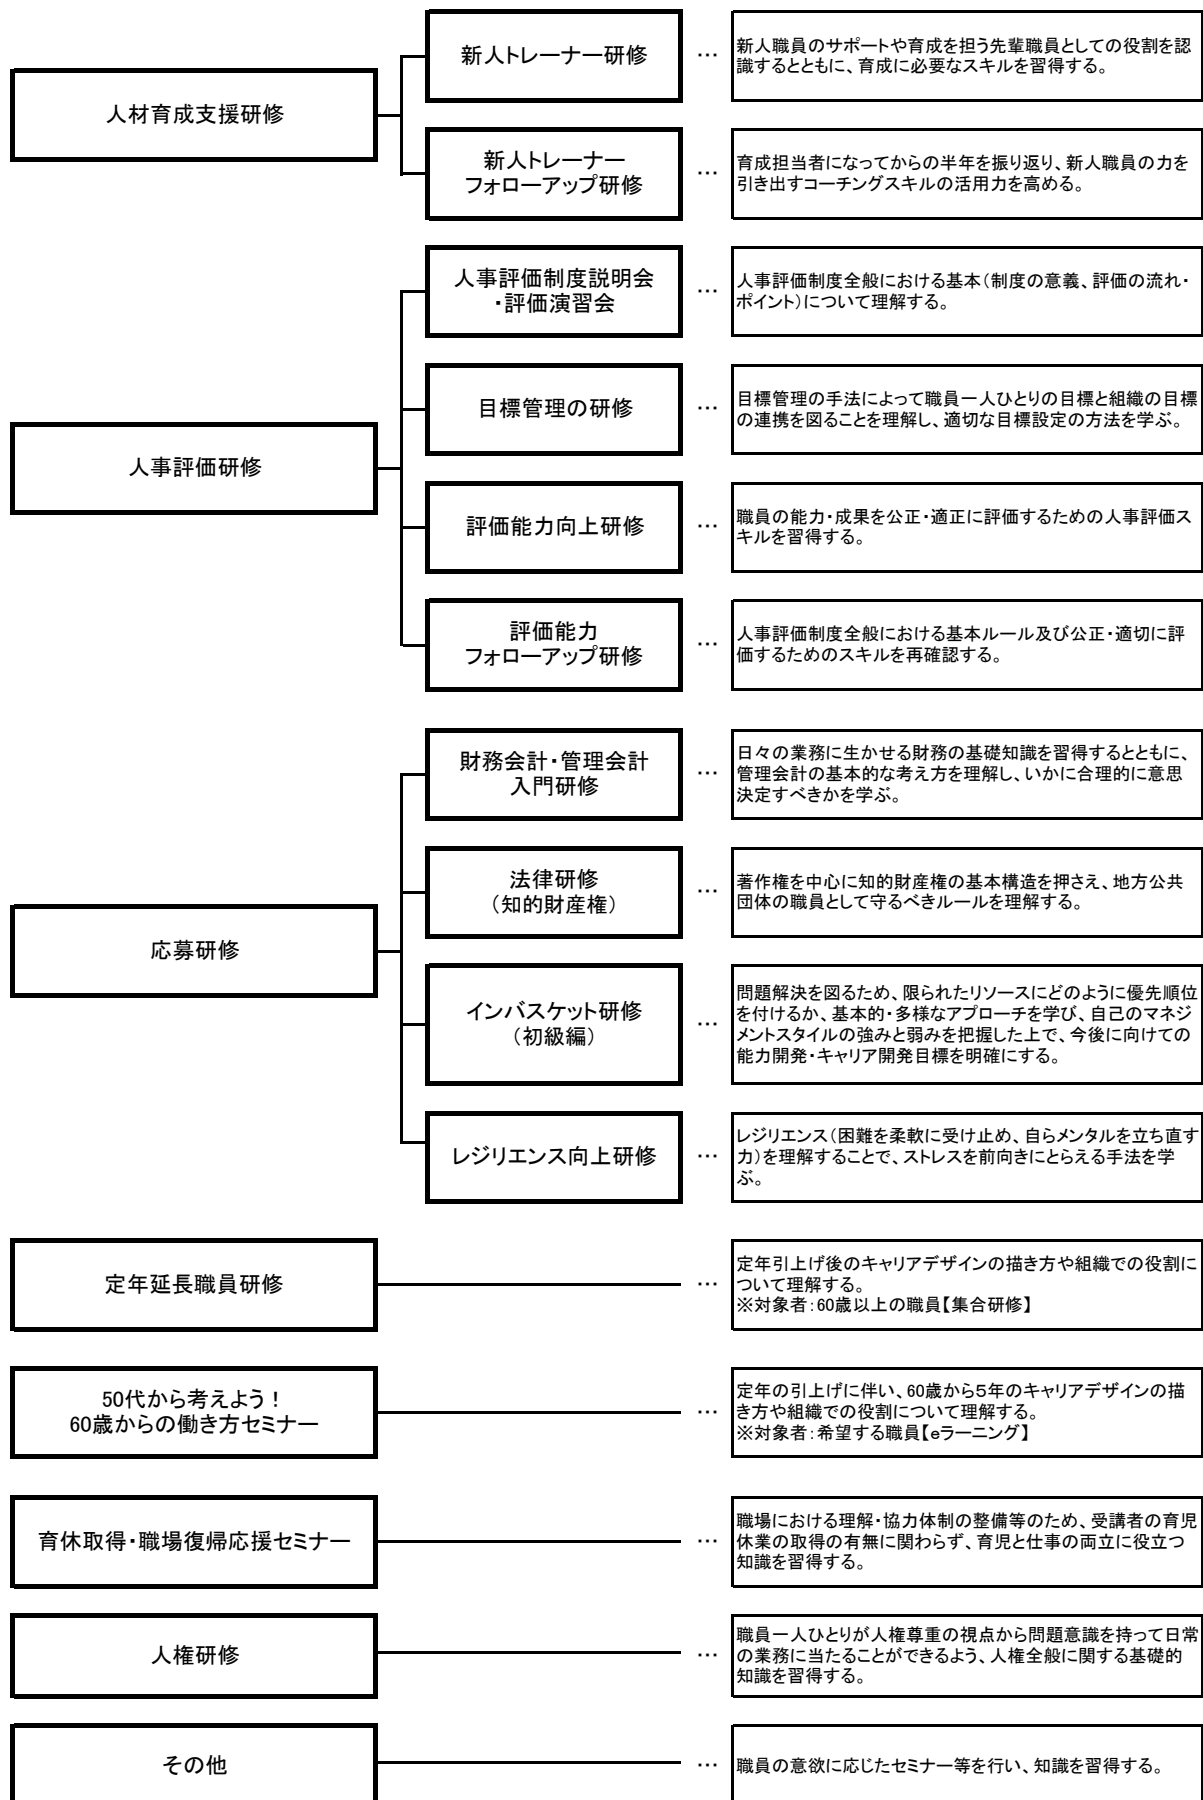 人材育成支援研修
新人トレーナー研修
…
新人職員のサポートや育成を担う先輩職員としての役割を認
識するとともに、育成に必要なスキルを習得する。
新人トレーナー
フォローアップ研修
…
育成担当者になってからの半年を振り返り、新人職員の力を
引き出すコーチングスキルの活用力を高める。
人事評価研修
人事評価制度説明会
・評価演習会
…
人事評価制度全般における基本（制度の意義、評価の流れ・
ポイント）について理解する。
目標管理の研修
…
目標管理の手法によって職員一人ひとりの目標と組織の目標
の連携を図ることを理解し、適切な目標設定の方法を学ぶ。
評価能力向上研修
…
職員の能力・成果を公正・適正に評価するための人事評価ス
キルを習得する。
評価能力
フォローアップ研修
…
人事評価制度全般における基本ルール及び公正・適切に評
価するためのスキルを再確認する。
応募研修
財務会計・管理会計
入門研修
…
日々の業務に生かせる財務の基礎知識を習得するとともに、
管理会計の基本的な考え方を理解し、いかに合理的に意思
決定すべきかを学ぶ。
法律研修
（知的財産権）
…
著作権を中心に知的財産権の基本構造を押さえ、地方公共
団体の職員として守るべきルールを理解する。
インバスケット研修
（初級編）
…
問題解決を図るため、限られたリソースにどのように優先順位
を付けるか、基本的・多様なアプローチを学び、自己のマネジ
メントスタイルの強みと弱みを把握した上で、今後に向けての
能力開発・キャリア開発目標を明確にする。
レジリエンス向上研修
…
レジリエンス（困難を柔軟に受け止め、自らメンタルを立ち直す
力）を理解することで、ストレスを前向きにとらえる手法を学
ぶ。
定年延長職員研修
…
定年引上げ後のキャリアデザインの描き方や組織での役割に
ついて理解する。
※対象者：60歳以上の職員【集合研修】
50代から考えよう！
60歳からの働き方セミナー
…
定年の引上げに伴い、60歳から5年のキャリアデザインの描
き方や組織での役割について理解する。
※対象者：希望する職員【eラーニング】
育休取得・職場復帰応援セミナー
…
職場における理解・協力体制の整備等のため、受講者の育児
休業の取得の有無に関わらず、育児と仕事の両立に役立つ
知識を習得する。
人権研修
…
職員一人ひとりが人権尊重の視点から問題意識を持って日常
の業務に当たることができるよう、人権全般に関する基礎的
知識を習得する。
その他
…
職員の意欲に応じたセミナー等を行い、知識を習得する。